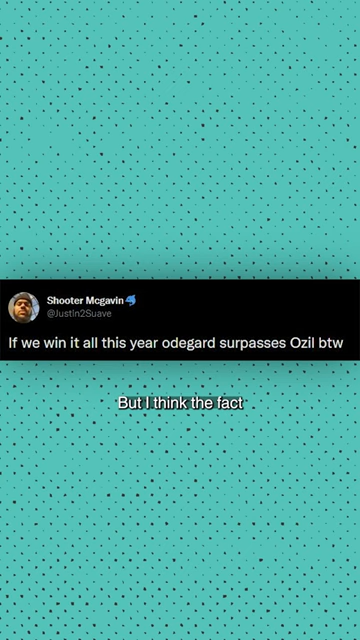 Shooter Mcgavin
@Justin2Suave
If we win it all this year odegard surpasses Ozil btw
But I think the fact